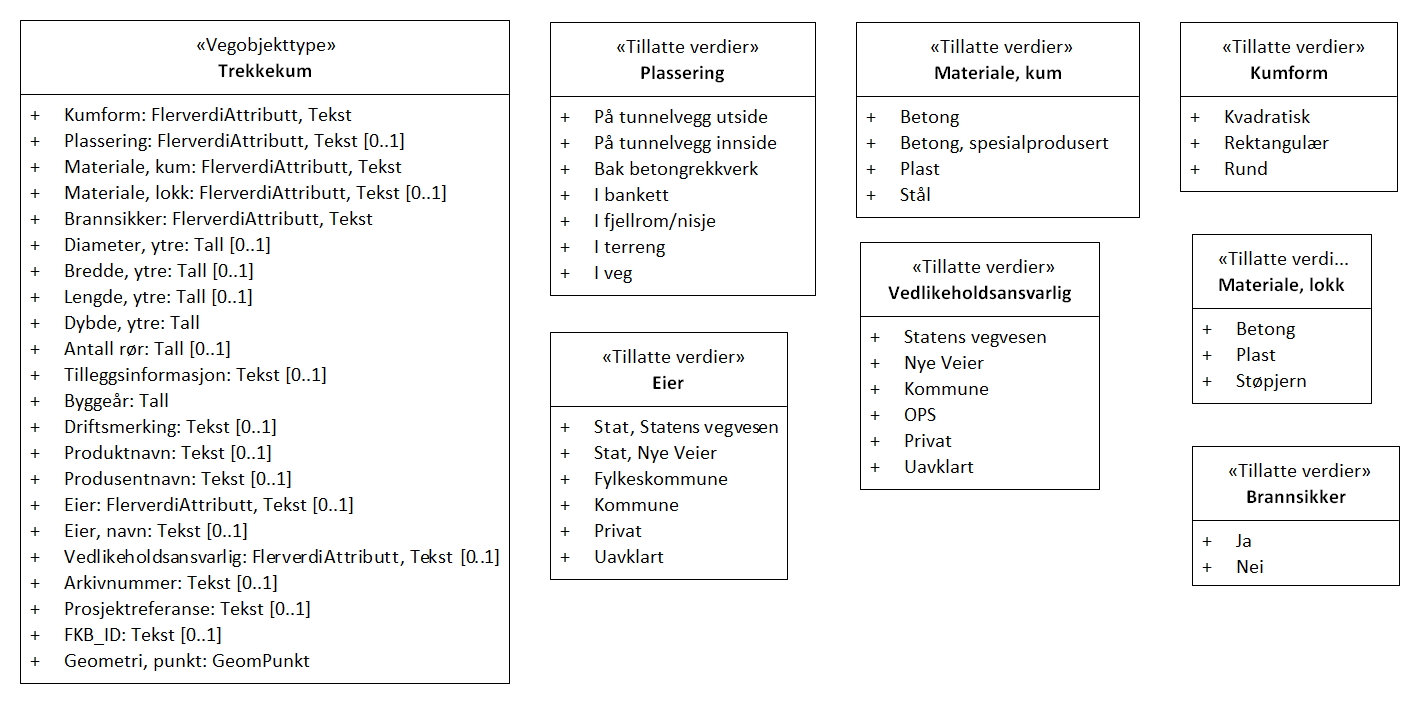 «Vegobjekttype»
Trekkekum
+ Kumform: FlerverdiAttributt, Tekst
+ Plassering: FlerverdiAttributt, Tekst [0..1]
+ Materiale, kum: FlerverdiAttributt, Tekst
+ Materiale, lokk: FlerverdiAttributt, Tekst [0..1]
+ Brannsikker: FlerverdiAttributt, Tekst
+ Diameter, ytre: Tall [0..1]
+ Bredde, ytre: Tall [0..1]
+ Lengde, ytre: Tall [0..1]
+ Dybde, ytre: Tall
+ Antall rør: Tall [0..1]
+ Tilleggsinformasjon: Tekst [0..1]
+ Byggeår: Tall
+ Driftsmerking: Tekst [0..1]
+ Produktnavn: Tekst [0..1]
+ Produsentnavn: Tekst [0..1]
+ Eier: FlerverdiAttributt, Tekst [0..1]
+ Eier, navn: Tekst [0..1]
+ Vedlikeholdsansvarlig: FlerverdiAttributt, Tekst [0..1]
+ Arkivnummer: Tekst [0..1]
+ Prosjektreferanse: Tekst [0..1]
+ FKB_ID: Tekst [0..1]
+ Geometri, punkt: GeomPunkt
«Tillatte verdier»
Plassering
+ På tunnelvegg utside
+ På tunnelvegg innside
+ Bak betongrekkverk
+ I bankett
+ I fjellrom/nisje
+ I terreng
+ I veg
«Tillatte verdier»
Eier
+ Stat, Statens vegvesen
+ Stat, Nye Veier
+ Fylkeskommune
+ Kommune
+ Privat
+ Uavklart
«Tillatte verdier»
Materiale, kum
+ Betong
+ Betong, spesialprodusert
+ Plast
+ Stål
«Tillatte verdier»
Vedlikeholdsansvarlig
+ Statens vegvesen
+ Nye Veier
+ Kommune
+ OPS
+ Privat
+ Uavklart
«Tillatte verdier»
Kumform
+ Kvadratisk
+ Rektangulær
+ Rund
«Tillatte verdi...
Materiale, lokk
+ Betong
+ Plast
+ Støpjern
«Tillatte verdier»
Brannsikker
+ Ja
+ Nei